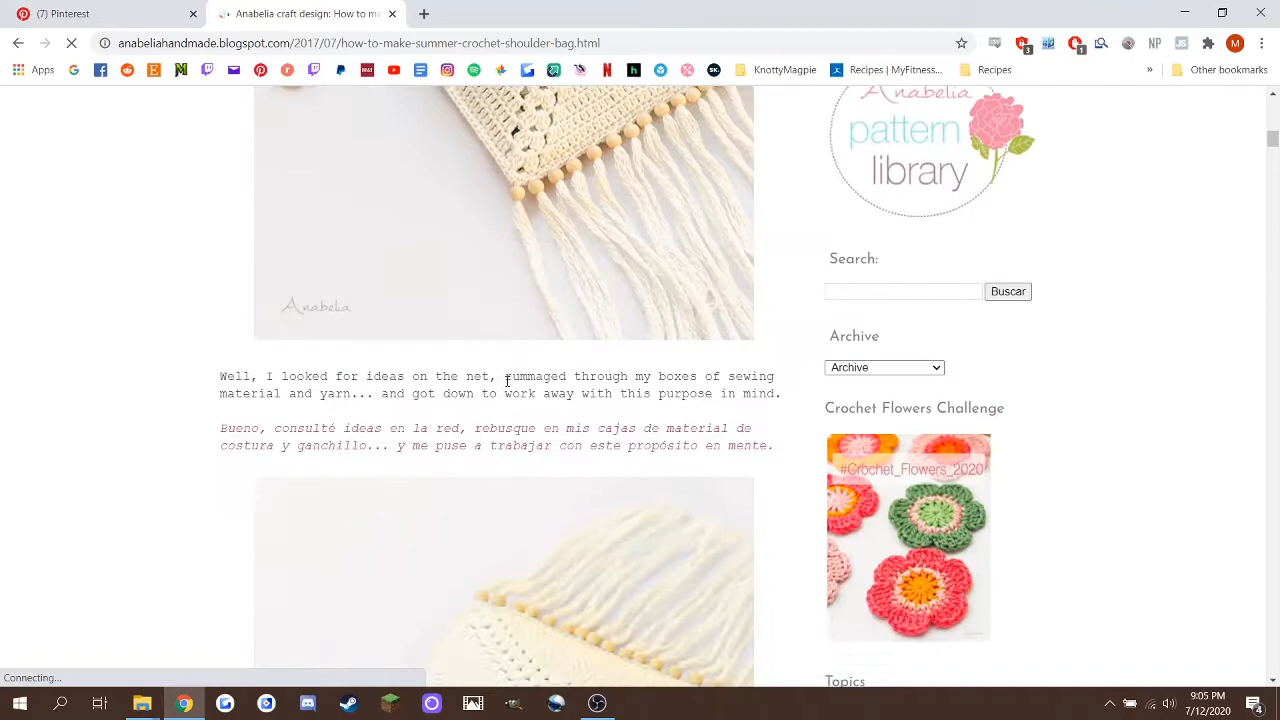 Pinterest
Anabelia craft design: How to ma
anabeliahandmade.blogspot.com/2017/07/how-to-make-summer-crochet-shoulder-bag.html
Apps
KnottyMagpie
Recipes | MyFitness...
Recipes
»
Other bookmarks
Anabelia
pattern
library
Search:
Buscar
Archive
Archive
Anabelia
Well, I looked for ideas on the net, rummaged through my boxes of sewing
material and yarn... and got down to work away with this purpose in mind.
Bueno, consulté ideas en la red, rebusque en mis cajas de material de
costura y ganchillo... y me puse a trabajar con este propósito en mente.
Crochet Flowers Challenge
#Crochet_Flowers_2020
Topics
Connecting...
9:05 PM
7/12/2020